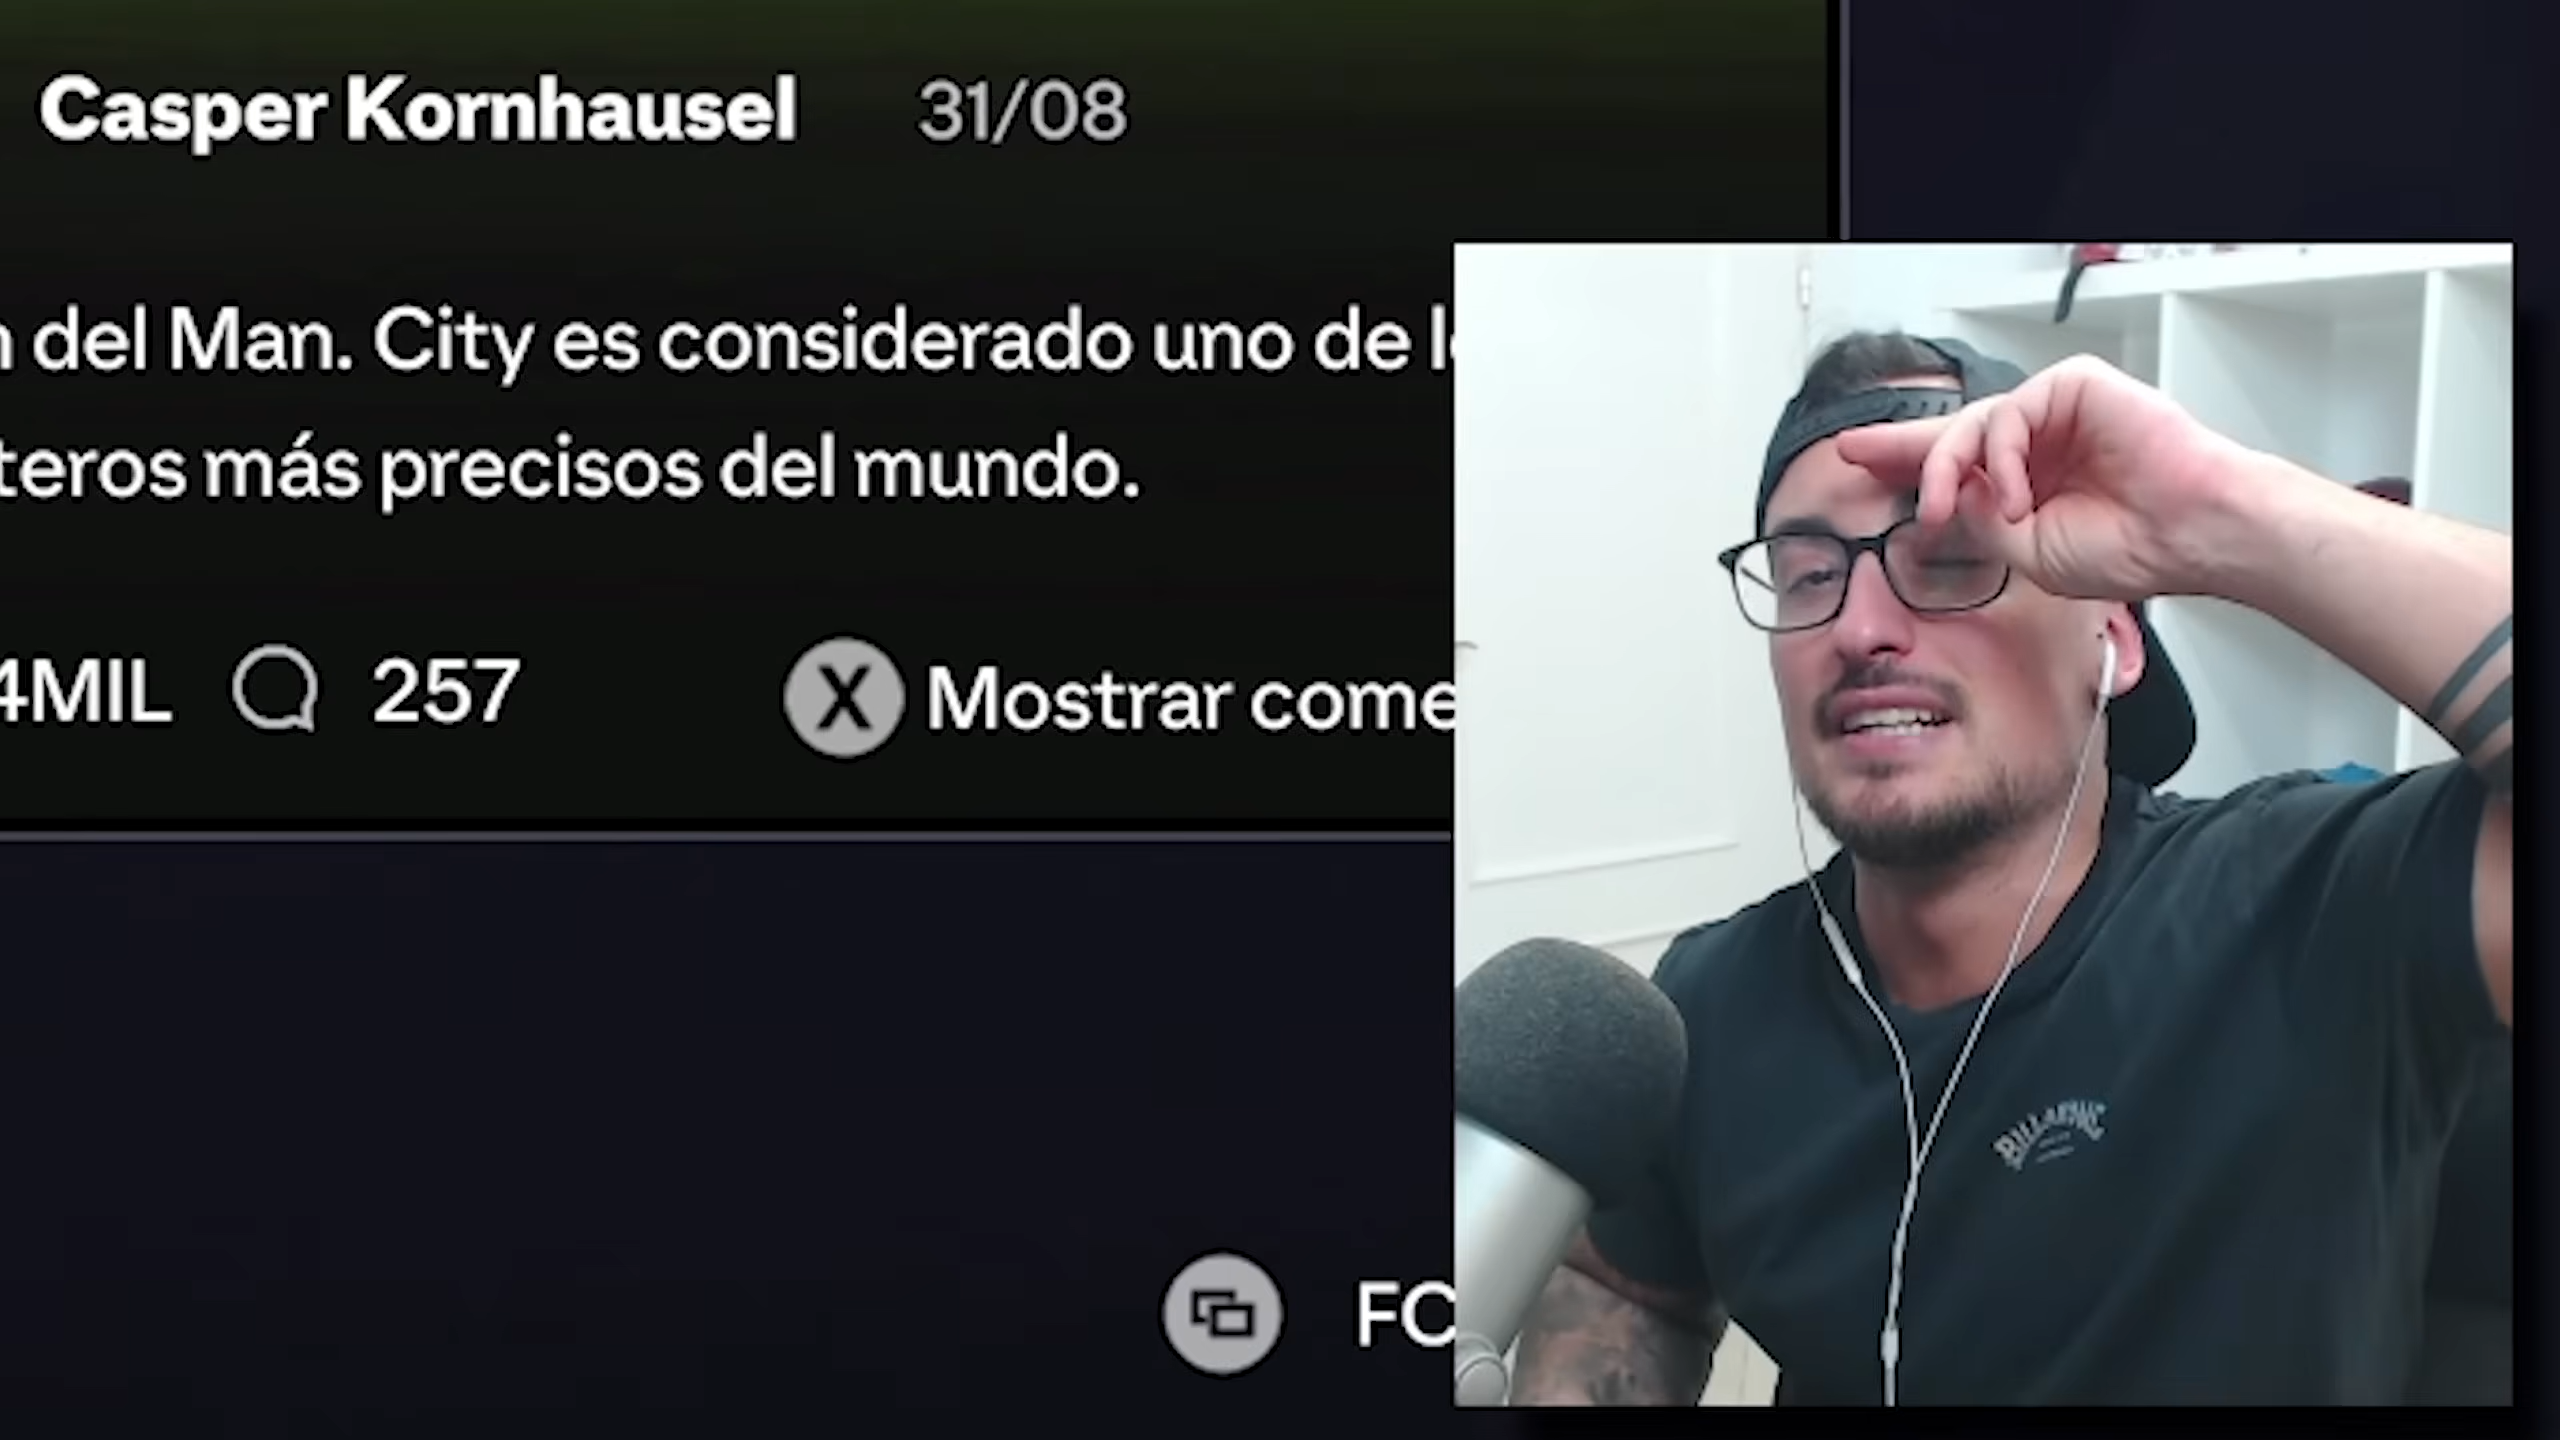 Casper Kornhausel 31/08
del Man. City es considerado uno de
más precisos del mundo.
4MIL 257 X Mostrar
FC
BILLABONG